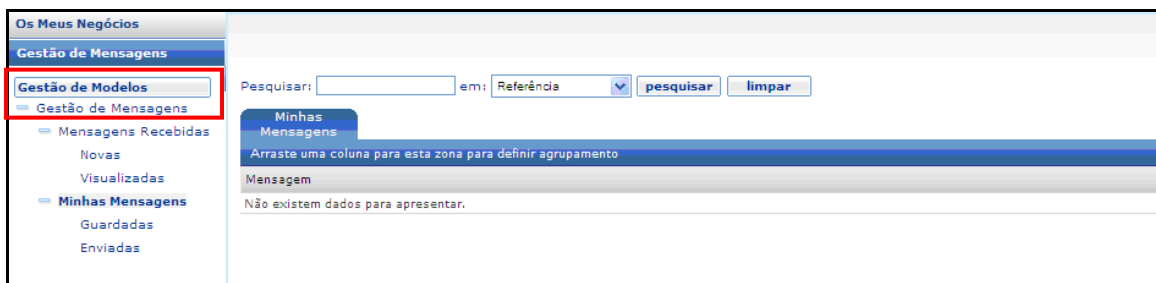 Os Meus Negócios
Gestão de Mensagens
Gestão de Modelos
Gestão de Mensagens
Mensagens Recebidas
Novas
Visualizadas
Minhas Mensagens
Guardadas
Enviadas
Pesquisar: em: Referência pesquisar limpar
Minhas
Mensagens
Arraste uma coluna para esta zona para definir agrupamento
Mensagem
Não existem dados para apresentar.